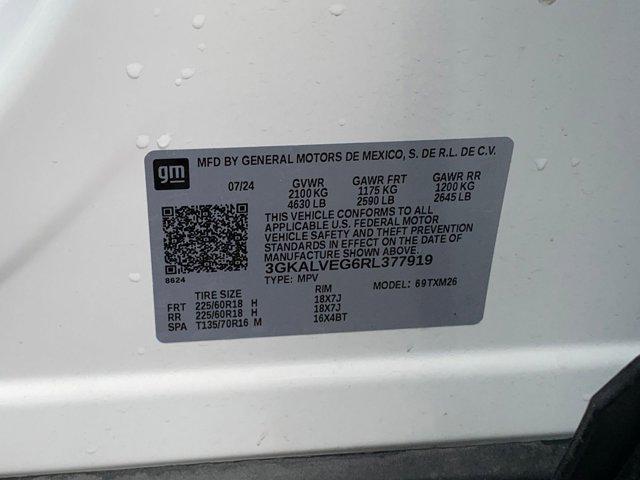 gm
MFD BY GENERAL MOTORS DE MEXICO, S. DE R.L. DE C.V.
07/24 GVWR GAWR FRT GAWR RR
2100 KG 1175 KG 1200 KG
4630 LB 2590 LB 2645 LB
THIS VEHICLE CONFORMS TO ALL
APPLICABLE U.S. FEDERAL MOTOR
VEHICLE SAFETY AND THEFT PREVENTION
STANDARDS IN EFFECT ON THE DATE OF
MANUFACTURE SHOWN ABOVE.
3GKALVEG6RL377919
8624
TYPE: MPV MODEL: 69TXM26
TIRE SIZE RIM
FRT 225/60R18 H 18X7J
RR 225/60R18 H 18X7J
SPA T135/70R16 M 16X4BT